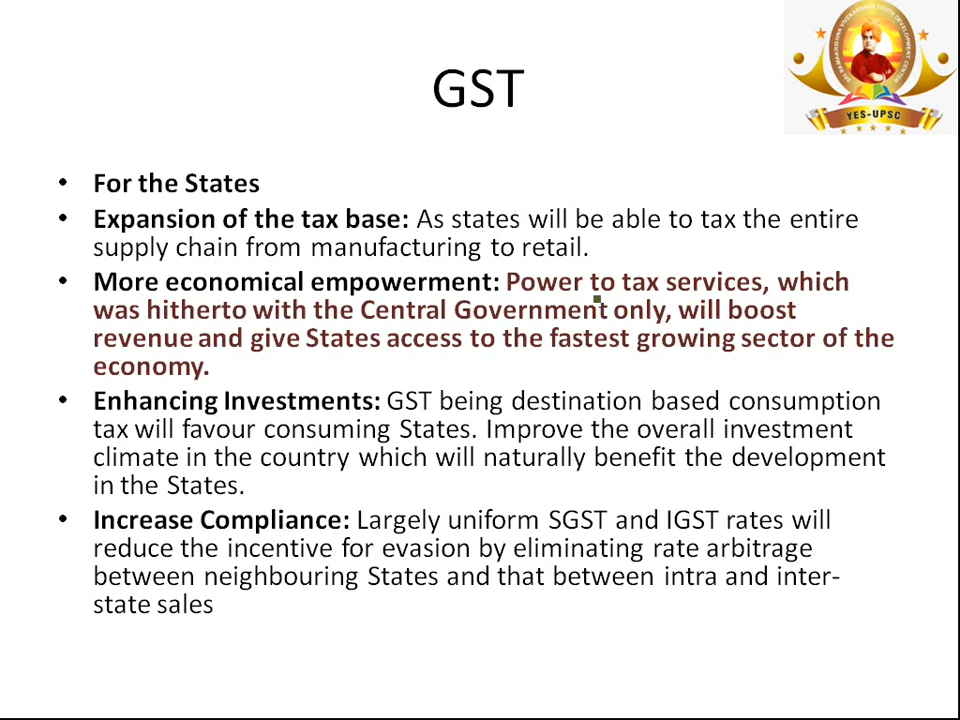 GST
SRI RAMAKRISHNA VIVEKANANDA YOUTH DEVELOPMENT CENTER
YES-UPSC
• For the States
• Expansion of the tax base: As states will be able to tax the entire
supply chain from manufacturing to retail.
• More economical empowerment: Power to tax services, which
was hitherto with the Central Government only, will boost
revenue and give States access to the fastest growing sector of the
economy.
• Enhancing Investments: GST being destination based consumption
tax will favour consuming States. Improve the overall investment
climate in the country which will naturally benefit the development
in the States.
• Increase Compliance: Largely uniform SGST and IGST rates will
reduce the incentive for evasion by eliminating rate arbitrage
between neighbouring States and that between intra and inter-
state sales